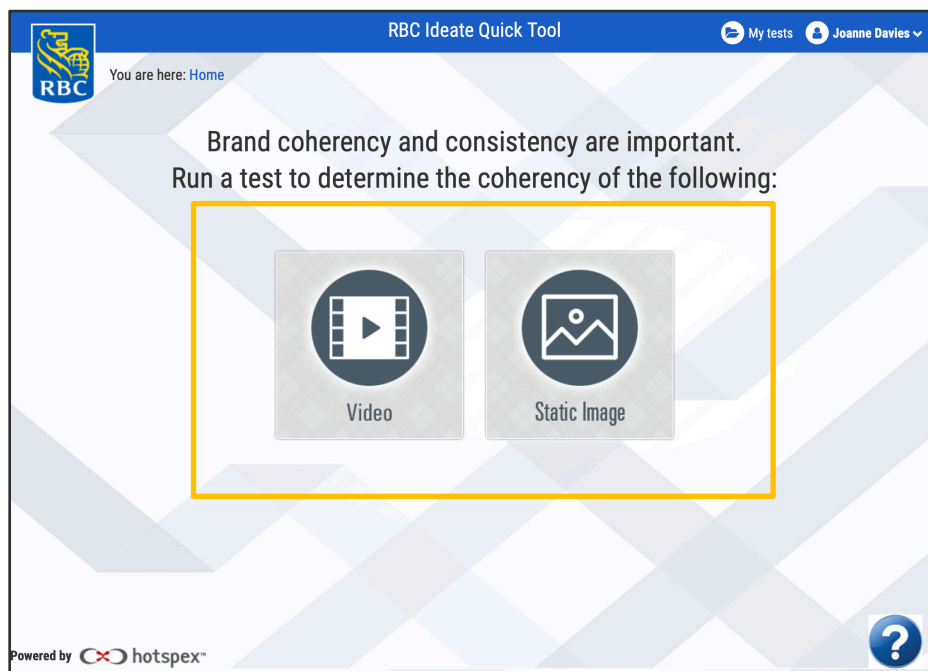 RBC Ideate Quick Tool
My tests
Joanne Davies
RBC
You are here: Home
Brand coherency and consistency are important.
Run a test to determine the coherency of the following:
Video
Static Image
Powered by hotspex™
?